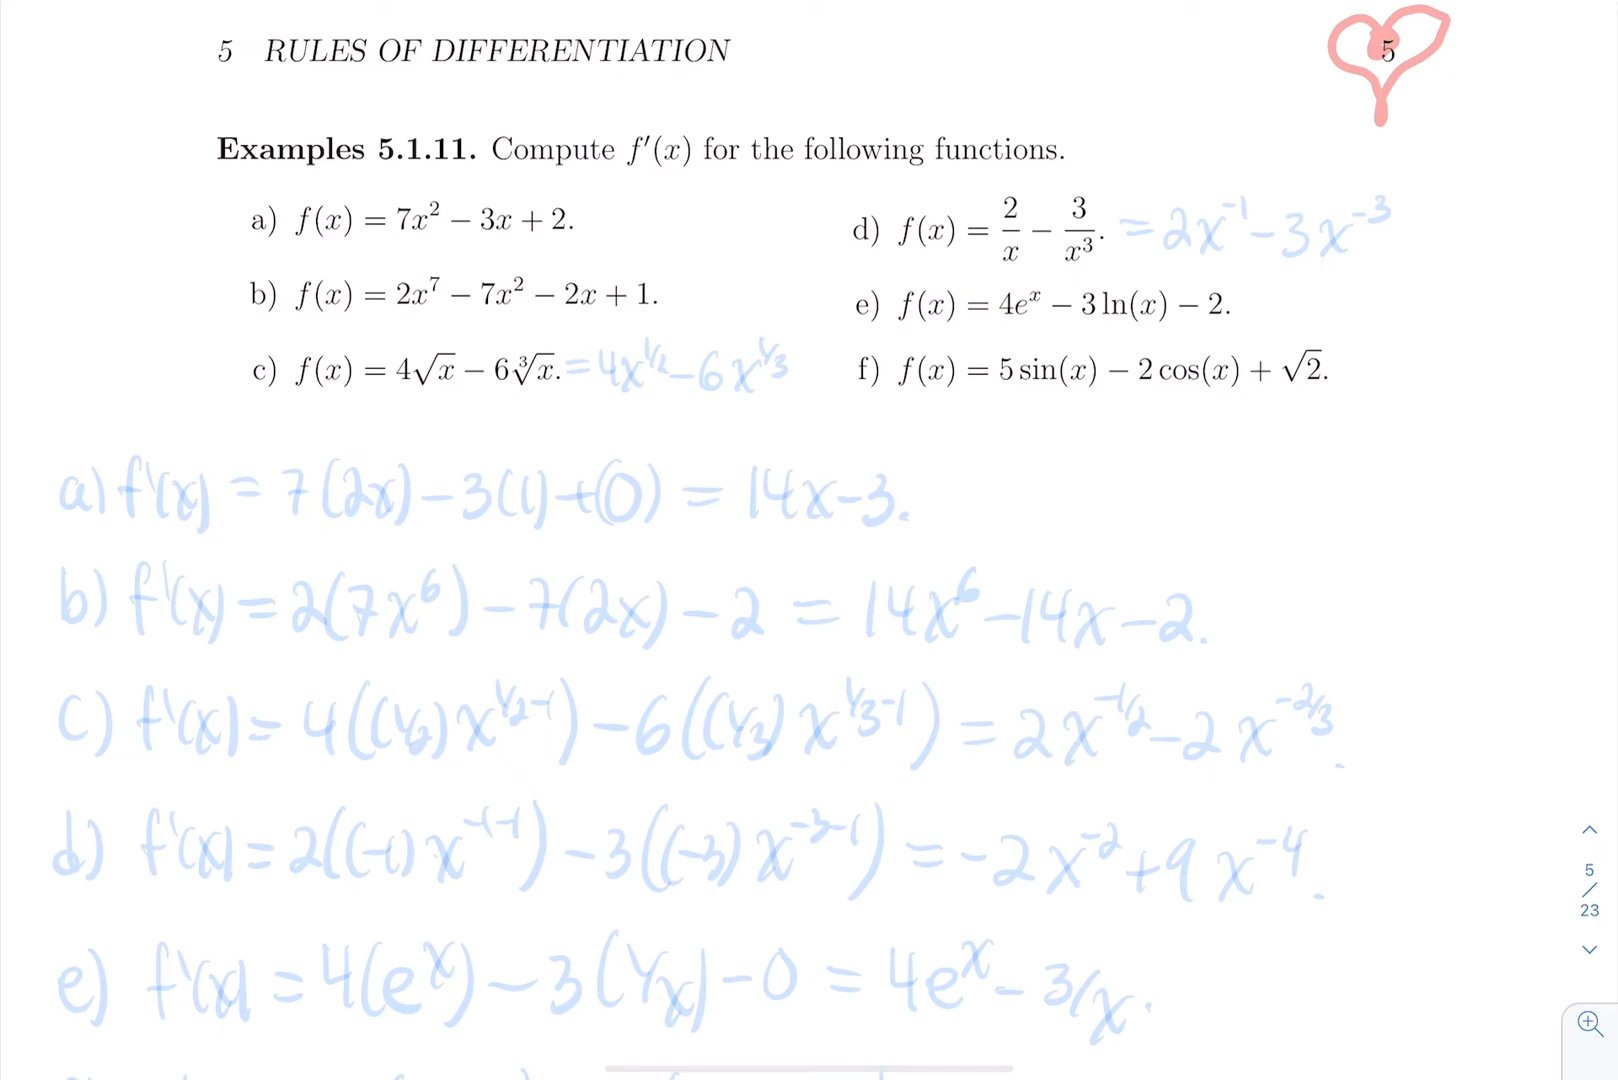 5 RULES OF DIFFERENTIATION 5
Examples 5.1.11. Compute f′(x) for the following functions.
a) f(x) = 7x² − 3x + 2.
b) f(x) = 2x⁷ − 7x² − 2x + 1.
c) f(x) = 4√x − 6∛x. = 4x^{1/2} − 6x^{1/3}
d) f(x) = 2/x − 3/x³. = 2x⁻¹ − 3x⁻³
e) f(x) = 4eˣ − 3 ln(x) − 2.
f) f(x) = 5 sin(x) − 2 cos(x) + √2.
a) f'(x) = 7(2x) − 3(1) + (0) = 14x − 3.
b) f'(x) = 2(7x⁶) − 7(2x) − 2 = 14x⁶ − 14x − 2.
c) f'(x) = 4((1/2)x^{1/2−1}) − 6((1/3)x^{1/3−1}) = 2x^{−1/2} − 2x^{−2/3}.
d) f'(x) = 2((−1)x^{−1−1}) − 3((−3)x^{−3−1}) = −2x⁻² + 9x⁻⁴.
e) f'(x) = 4(eˣ) − 3(1/x) − 0 = 4eˣ − 3/x.
5
/
23